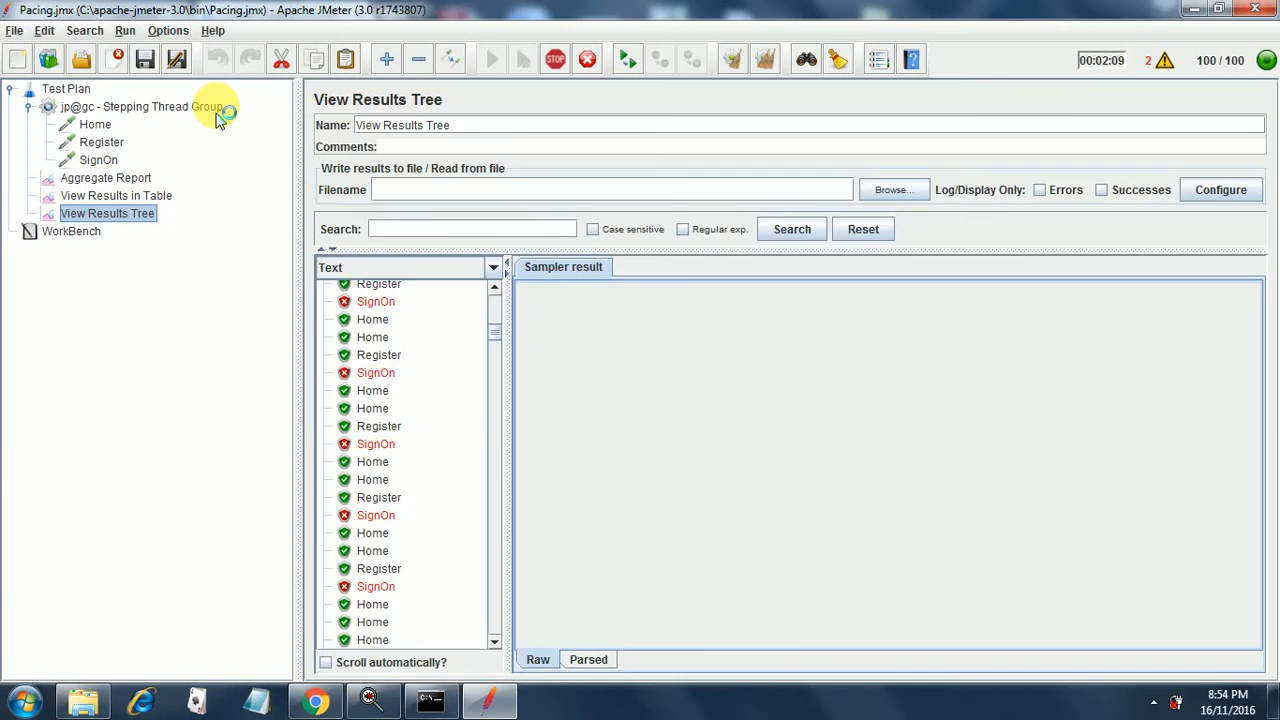 Pacing.jmx (C:\apache-jmeter-3.0\bin\Pacing.jmx) - Apache JMeter (3.0 r1743807)
File Edit Search Run Options Help
STOP 00:02:09 2 100 / 100
Test Plan
jp@gc - Stepping Thread Group
Home
Register
SignOn
Aggregate Report
View Results in Table
View Results Tree
WorkBench
View Results Tree
Name: View Results Tree
Comments:
Write results to file / Read from file
Filename Browse... Log/Display Only: Errors Successes Configure
Search: Case sensitive Regular exp. Search Reset
Text
Register
SignOn
Home
Home
Register
SignOn
Home
Home
Register
SignOn
Home
Home
Register
SignOn
Home
Home
Register
SignOn
Home
Home
Home
Scroll automatically?
Sampler result
Raw Parsed
8:54 PM
16/11/2016